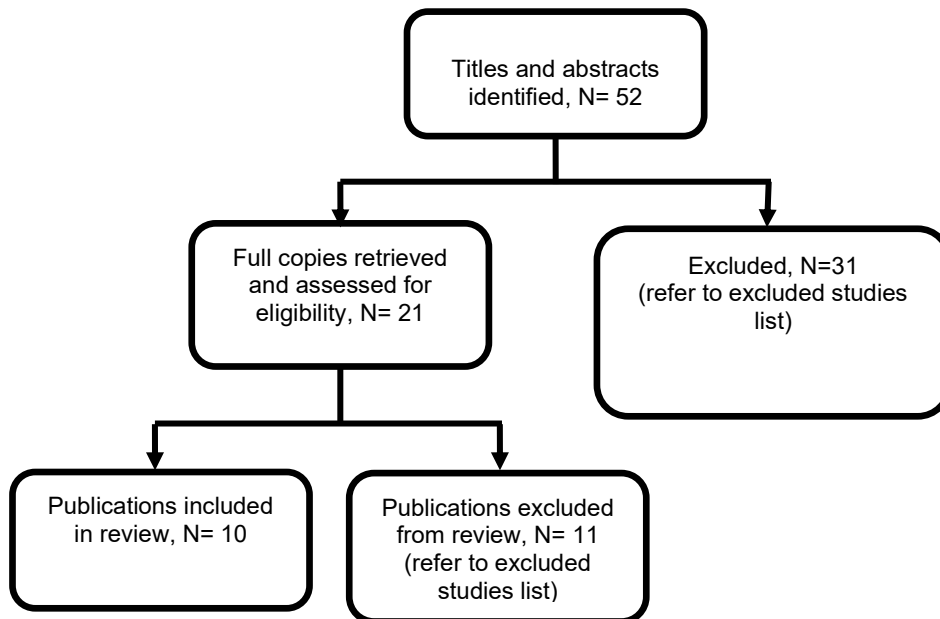 Titles and abstracts
identified, N= 52
Full copies retrieved
and assessed for
eligibility, N= 21
Excluded, N=31
(refer to excluded studies
list)
Publications included
in review, N= 10
Publications excluded
from review, N= 11
(refer to excluded
studies list)